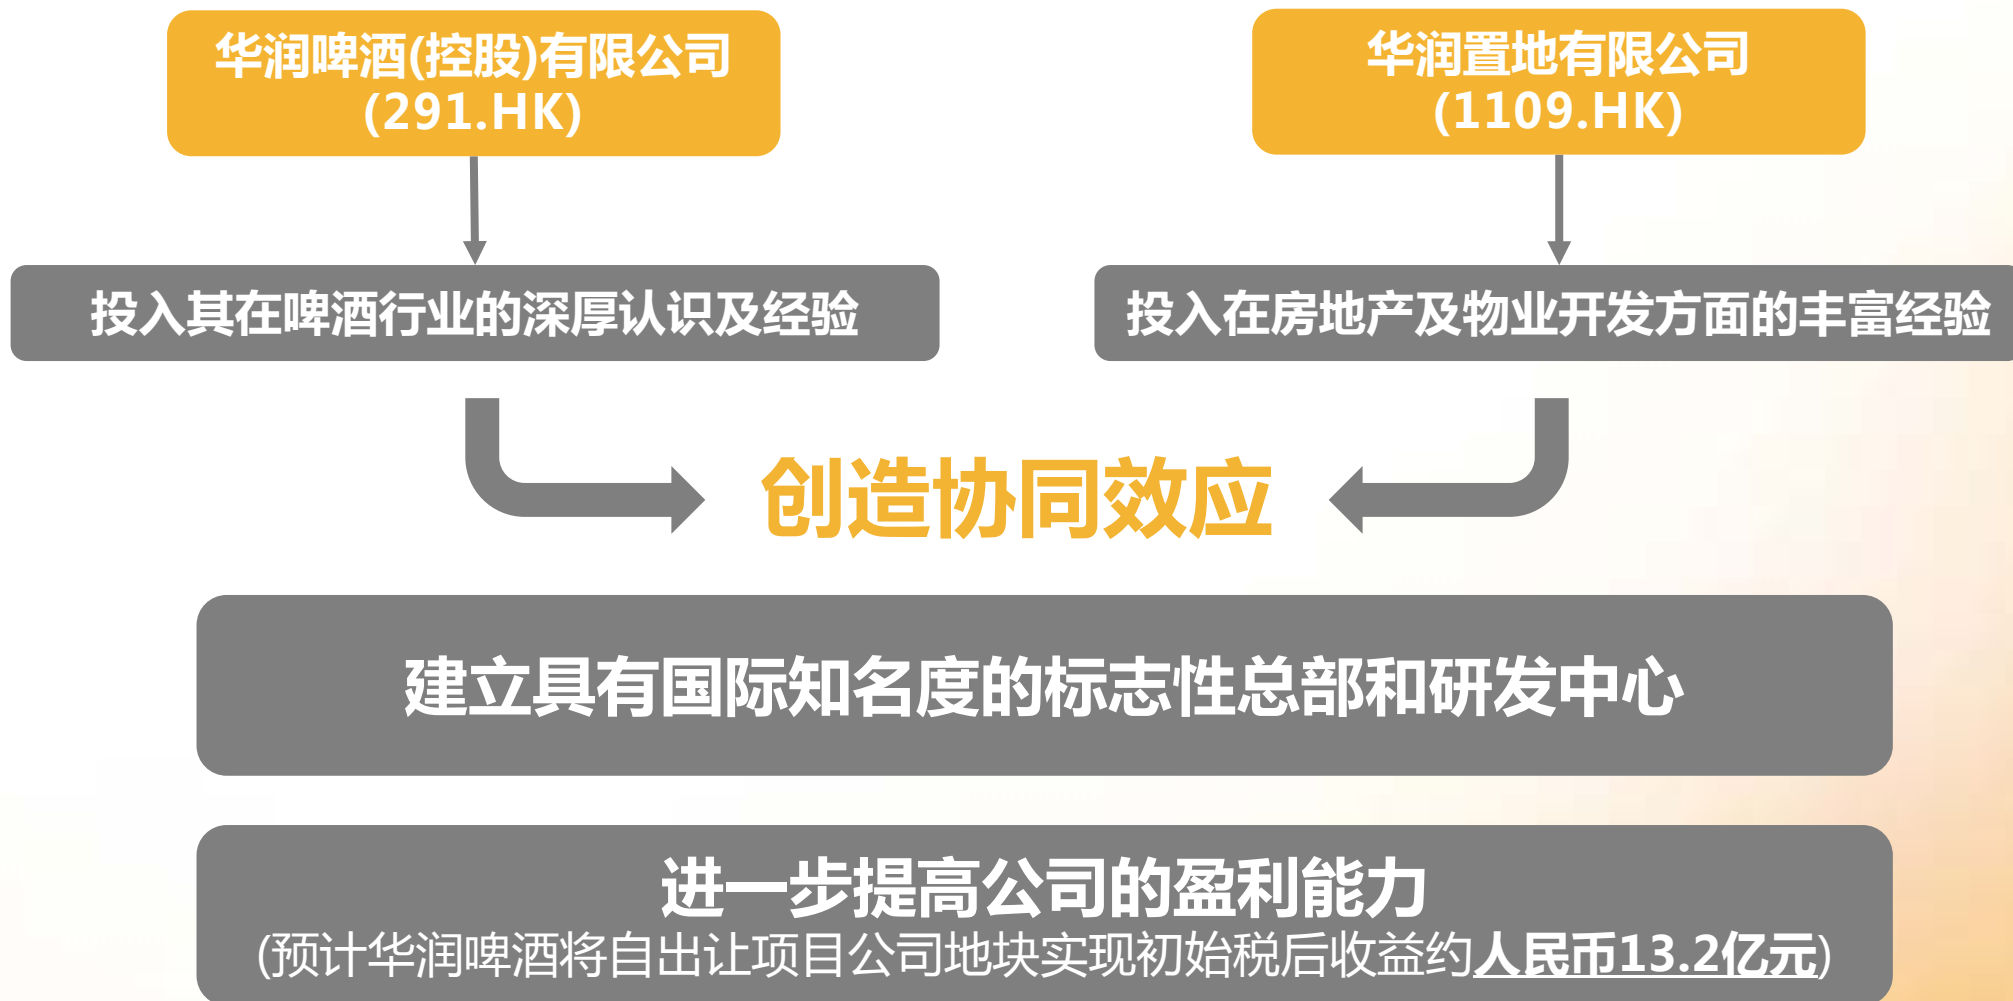 华润啤酒(控股)有限公司
(291.HK)
华润置地有限公司
(1109.HK)
投入其在啤酒行业的深厚认识及经验
投入在房地产及物业开发方面的丰富经验
创造协同效应
建立具有国际知名度的标志性总部和研发中心
进一步提高公司的盈利能力
(预计华润啤酒将自出让项目公司地块实现初始税后收益约人民币13.2亿元)